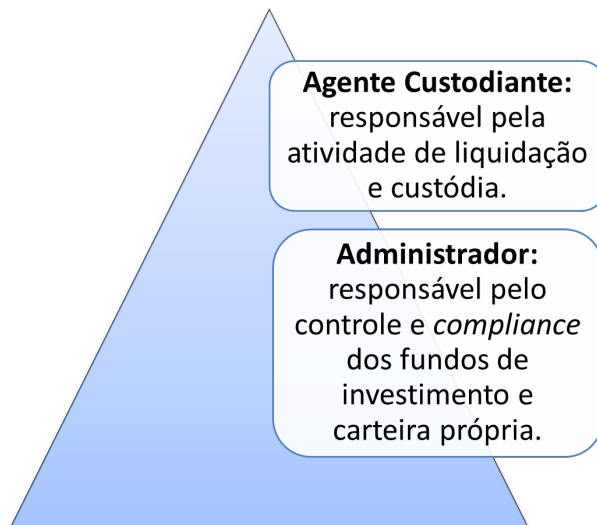 Agente Custodiante:
responsável pela
atividade de liquidação
e custódia.
Administrador:
responsável pelo
controle e compliance
dos fundos de
investimento e
carteira própria.